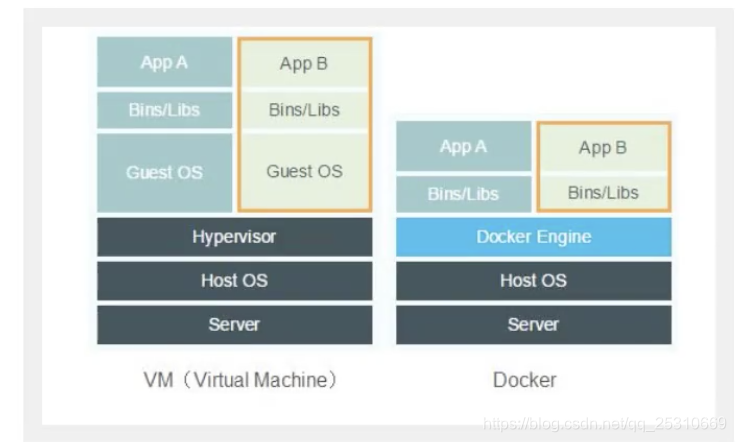 App A
App B
Bins/Libs
Bins/Libs
Guest OS
Guest OS
Hypervisor
Host OS
Server
VM（Virtual Machine）
App A
App B
Bins/Libs
Bins/Libs
Docker Engine
Host OS
Server
Docker
https://blog.csdn.net/qq_25310669